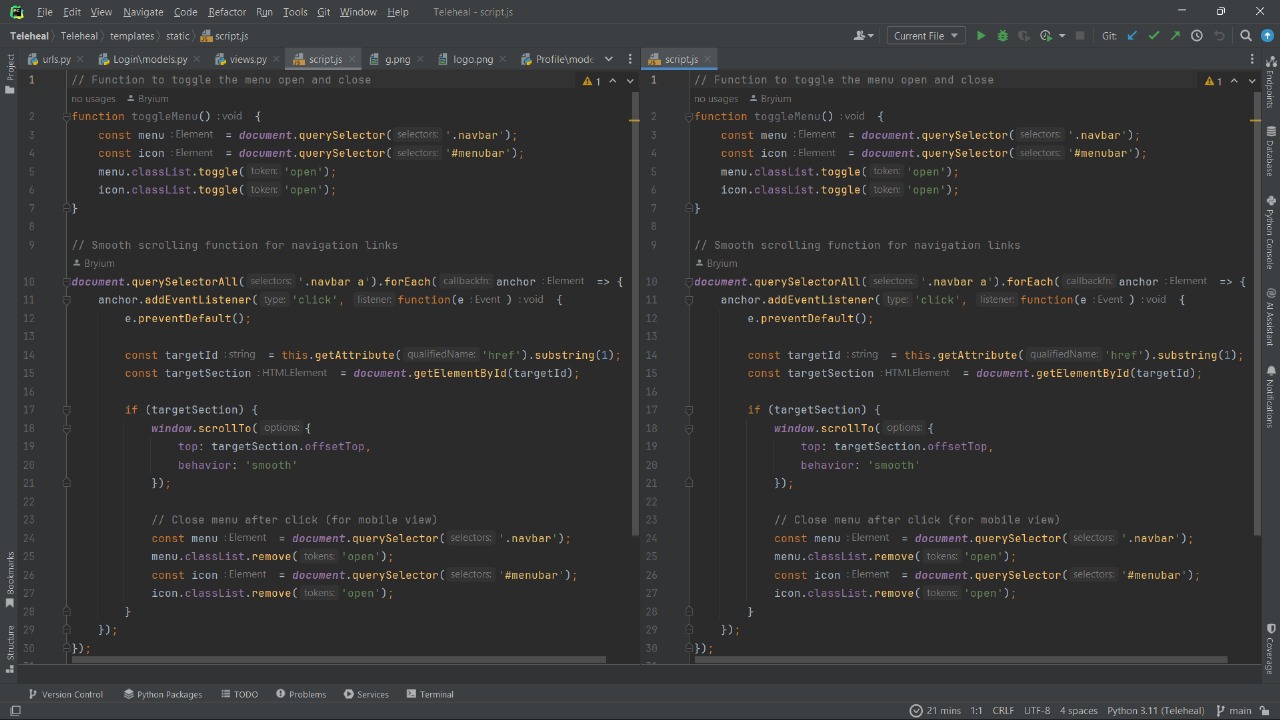 File Edit View Navigate Code Refactor Run Tools Git Window Help Teleheal - script.js
Teleheal Teleheal templates static script.js Current File Git:
urls.py Login\models.py views.py script.js g.png logo.png Profile\mode script.js
Project
Bookmarks
Structure
1 // Function to toggle the menu open and close 1
no usages Bryium
2 function toggleMenu() : void {
3 const menu : Element = document.querySelector( selectors: '.navbar');
4 const icon : Element = document.querySelector( selectors: '#menubar');
5 menu.classList.toggle( token: 'open');
6 icon.classList.toggle( token: 'open');
7 }
8
9 // Smooth scrolling function for navigation links
Bryium
10 document.querySelectorAll( selectors: '.navbar a').forEach( callbackfn: anchor : Element => {
11 anchor.addEventListener( type: 'click', listener: function(e : Event ) : void {
12 e.preventDefault();
13
14 const targetId : string = this.getAttribute( qualifiedName: 'href').substring(1);
15 const targetSection : HTMLElement = document.getElementById(targetId);
16
17 if (targetSection) {
18 window.scrollTo( options: {
19 top: targetSection.offsetTop,
20 behavior: 'smooth'
21 });
22
23 // Close menu after click (for mobile view)
24 const menu : Element = document.querySelector( selectors: '.navbar');
25 menu.classList.remove( tokens: 'open');
26 const icon : Element = document.querySelector( selectors: '#menubar');
27 icon.classList.remove( tokens: 'open');
28 }
29 });
30 });
1 // Function to toggle the menu open and close 1
no usages Bryium
2 function toggleMenu() : void {
3 const menu : Element = document.querySelector( selectors: '.navbar');
4 const icon : Element = document.querySelector( selectors: '#menubar');
5 menu.classList.toggle( token: 'open');
6 icon.classList.toggle( token: 'open');
7 }
8
9 // Smooth scrolling function for navigation links
Bryium
10 document.querySelectorAll( selectors: '.navbar a').forEach( callbackfn: anchor : Element => {
11 anchor.addEventListener( type: 'click', listener: function(e : Event ) : void {
12 e.preventDefault();
13
14 const targetId : string = this.getAttribute( qualifiedName: 'href').substring(1);
15 const targetSection : HTMLElement = document.getElementById(targetId);
16
17 if (targetSection) {
18 window.scrollTo( options: {
19 top: targetSection.offsetTop,
20 behavior: 'smooth'
21 });
22
23 // Close menu after click (for mobile view)
24 const menu : Element = document.querySelector( selectors: '.navbar');
25 menu.classList.remove( tokens: 'open');
26 const icon : Element = document.querySelector( selectors: '#menubar');
27 icon.classList.remove( tokens: 'open');
28 }
29 });
30 });
Endpoints
Database
Python Console
AI Assistant
Notifications
Coverage
Version Control Python Packages TODO Problems Services Terminal
21 mins 1:1 CRLF UTF-8 4 spaces Python 3.11 (Teleheal) main